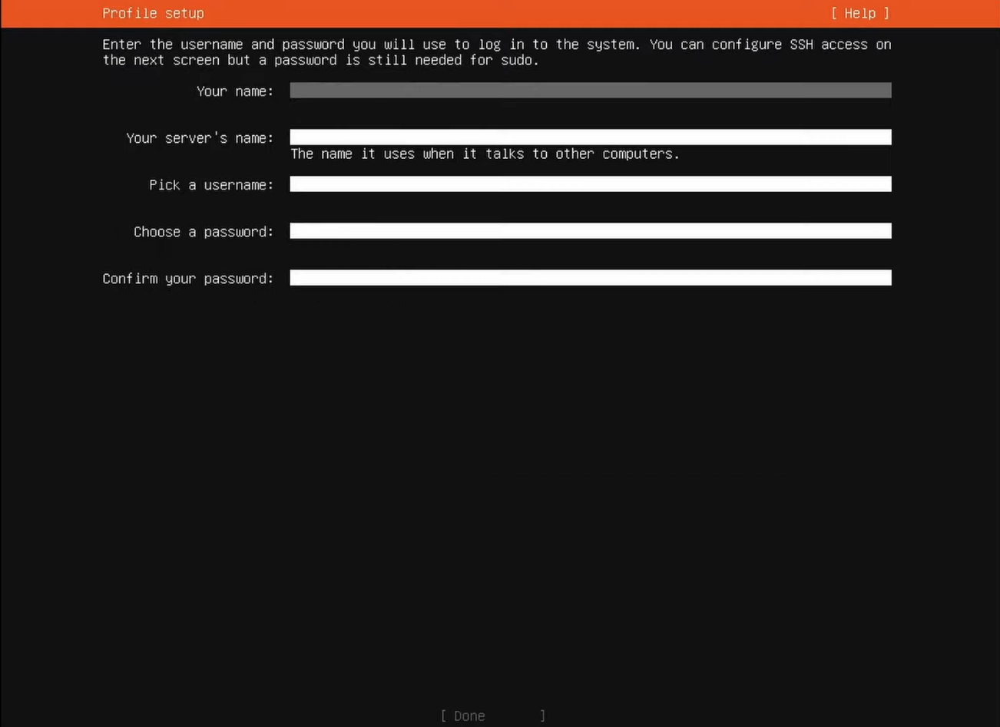 Profile setup [ Help ]
Enter the username and password you will use to log in to the system. You can configure SSH access on
the next screen but a password is still needed for sudo.
Your name:
Your server's name:
The name it uses when it talks to other computers.
Pick a username:
Choose a password:
Confirm your password:
[ Done ]